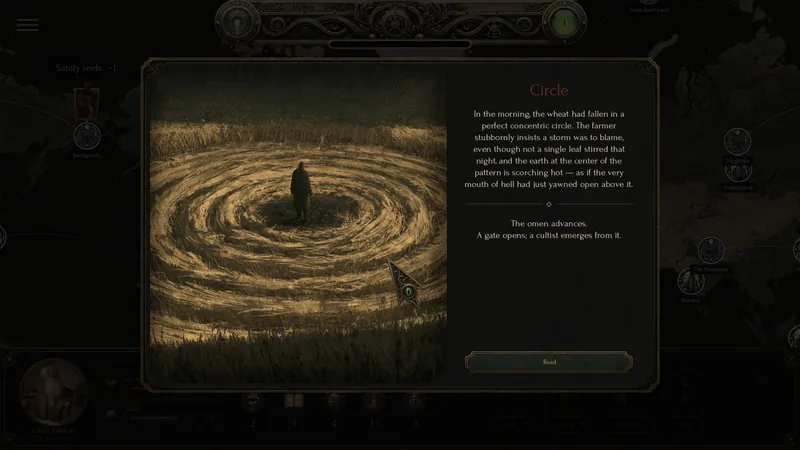 Sanity reels -1
Circle
In the morning, the wheat had fallen in a
perfect concentric circle. The farmer
stubbornly insists a storm was to blame,
even though not a single leaf stirred that
night, and the earth at the center of the
pattern is scorching hot — as if the very
mouth of hell had just yawned open above it.
The omen advances.
A gate opens; a cultist emerges from it.
Read